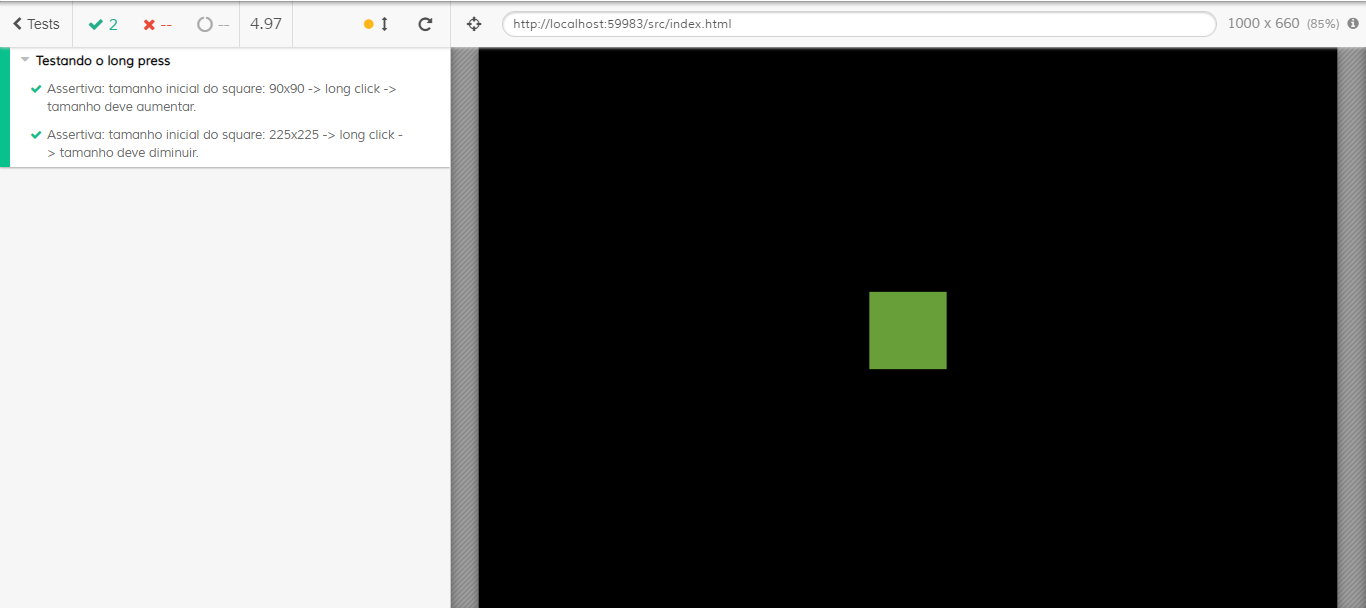 Tests 2 -- -- 4.97 http://localhost:59983/src/index.html 1000 x 660 (85%)
Testando o long press
Assertiva: tamanho inicial do square: 90x90 -> long click ->
tamanho deve aumentar.
Assertiva: tamanho inicial do square: 225x225 -> long click -
> tamanho deve diminuir.